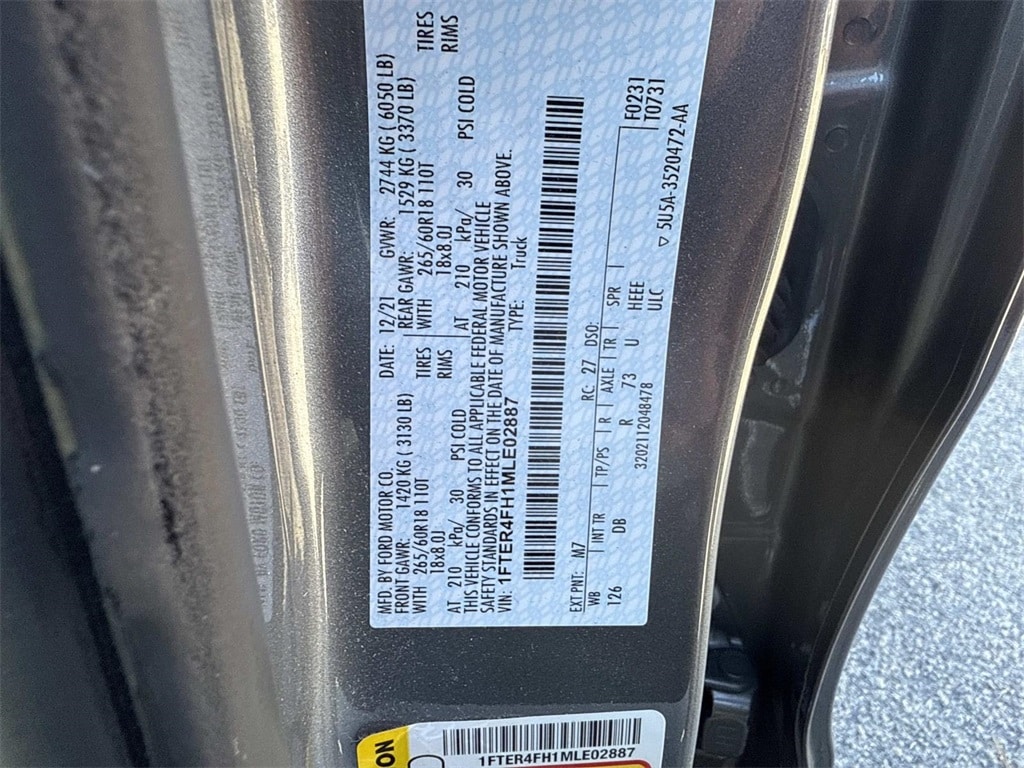 MFD. BY FORD MOTOR CO. DATE: 12/21 GVWR: 2744 KG ( 6050 LB)
FRONT GAWR: 1420 KG ( 3130 LB) REAR GAWR: 1529 KG ( 3370 LB)
WITH 265/60R18 110T TIRES WITH 265/60R18 110T TIRES
18x8.0J RIMS 18x8.0J RIMS
AT 210 kPa/ 30 PSI COLD AT 210 kPa/ 30 PSI COLD
THIS VEHICLE CONFORMS TO ALL APPLICABLE FEDERAL MOTOR VEHICLE
SAFETY STANDARDS IN EFFECT ON THE DATE OF MANUFACTURE SHOWN ABOVE.
VIN: 1FTER4FH1MLE02887 TYPE: Truck
EXT PNT: M7 RC: 27 DSO: F0231
WB INT TR TP/PS R AXLE TR SPR T0731
126 DB R 73 U HEEE
3202112048478 ULC ▽ 5U5A-3520472-AA
1FTER4FH1MLE02887